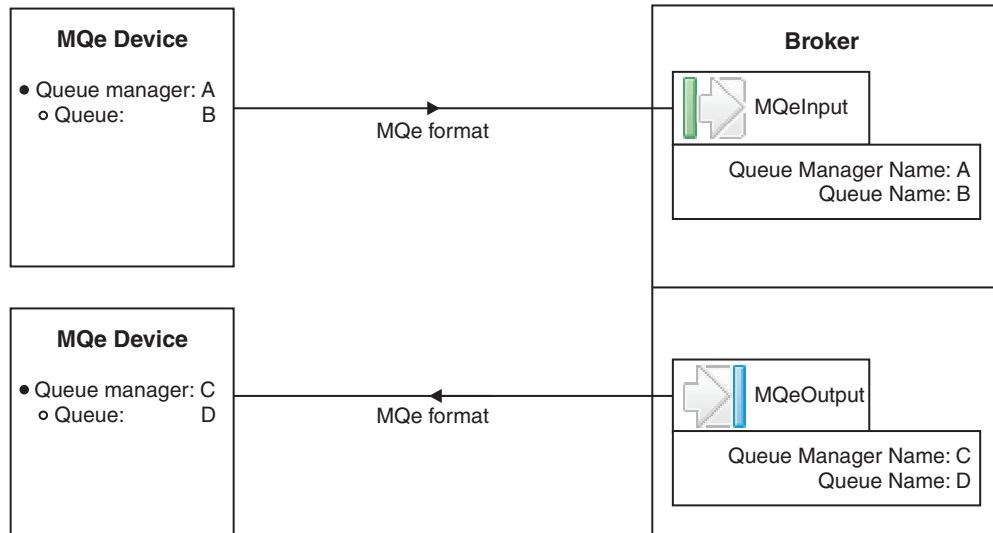 MQe Device
● Queue manager: A
○ Queue: B
MQe format
Broker
MQeInput
Queue Manager Name: A
Queue Name: B
MQe Device
● Queue manager: C
○ Queue: D
MQe format
MQeOutput
Queue Manager Name: C
Queue Name: D